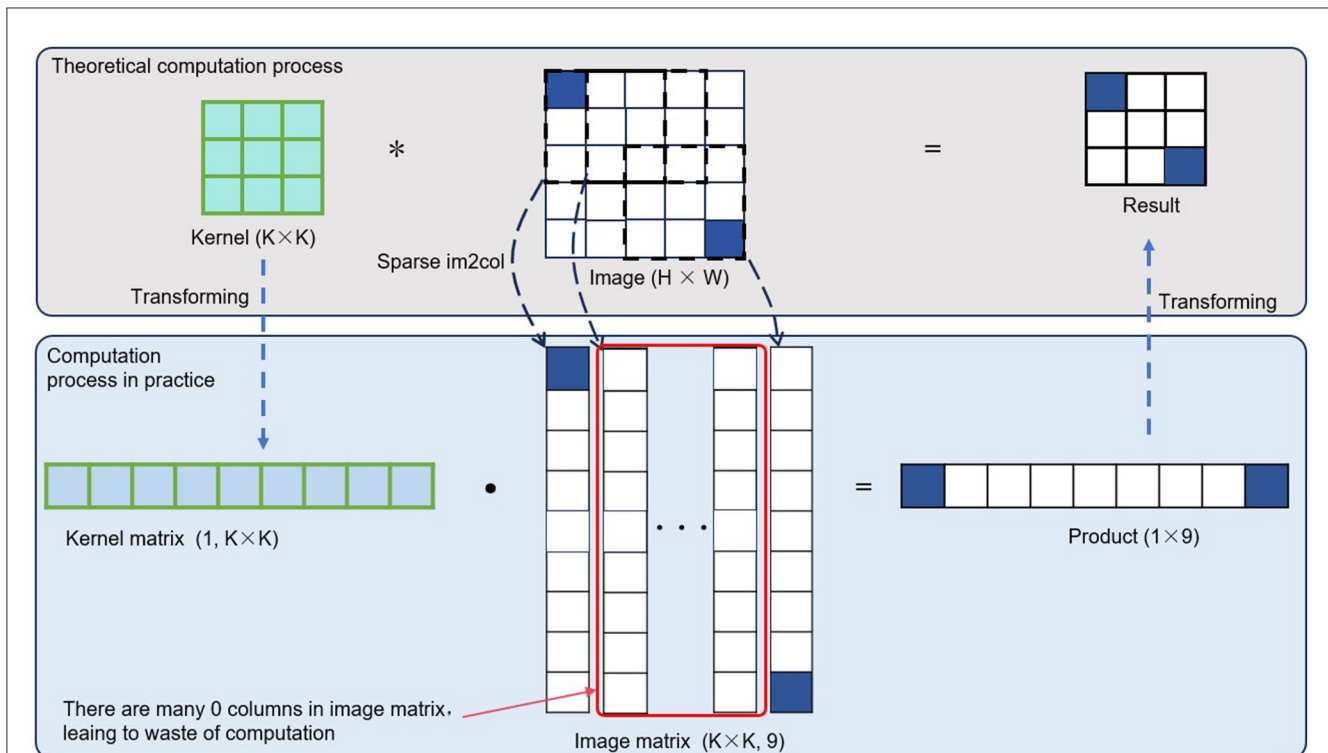 Theoretical computation process
*
=
Kernel (K×K)
Result
Sparse im2col
Image (H × W)
Transforming
Transforming
Computation
process in practice
•
· · ·
=
Kernel matrix (1, K×K)
Product (1×9)
There are many 0 columns in image matrix,
leaing to waste of computation
Image matrix (K×K, 9)